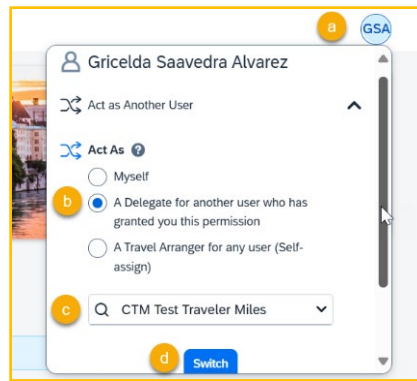 a GSA
Gricelda Saavedra Alvarez
Act as Another User
Act As ?
Myself
b A Delegate for another user who has
granted you this permission
A Travel Arranger for any user (Self-
assign)
c CTM Test Traveler Miles
d Switch